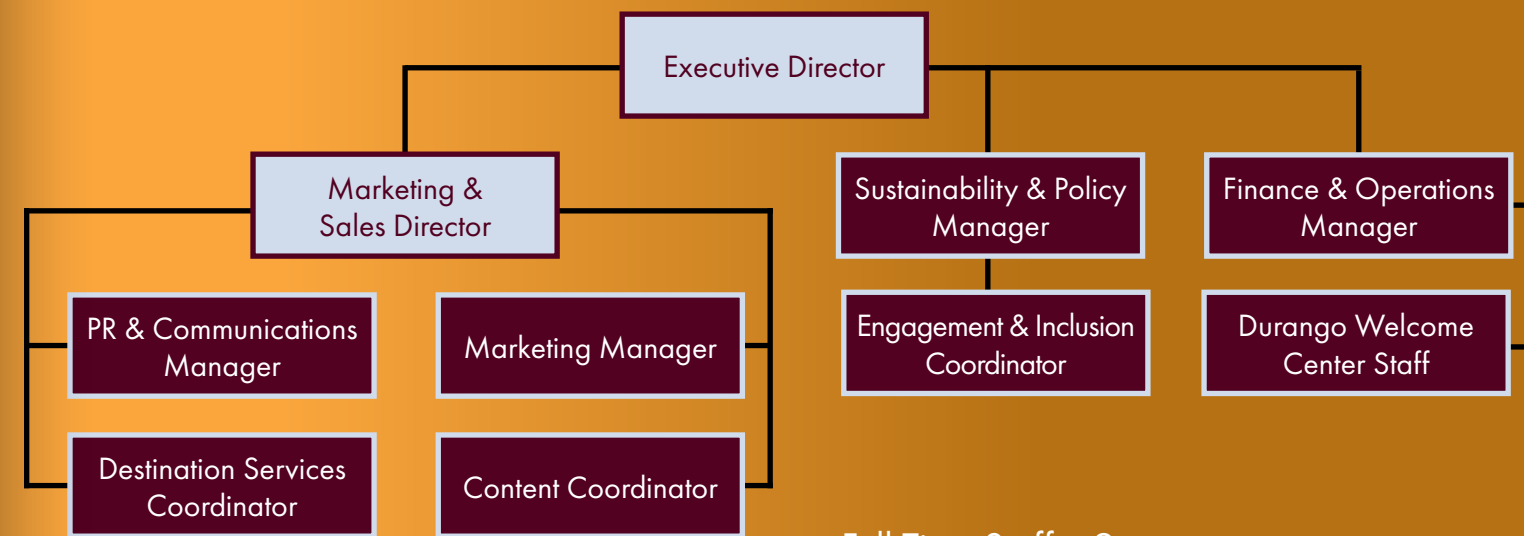 Executive Director
Marketing &
Sales Director
Sustainability & Policy
Manager
Finance & Operations
Manager
PR & Communications
Manager
Marketing Manager
Engagement & Inclusion
Coordinator
Durango Welcome
Center Staff
Destination Services
Coordinator
Content Coordinator